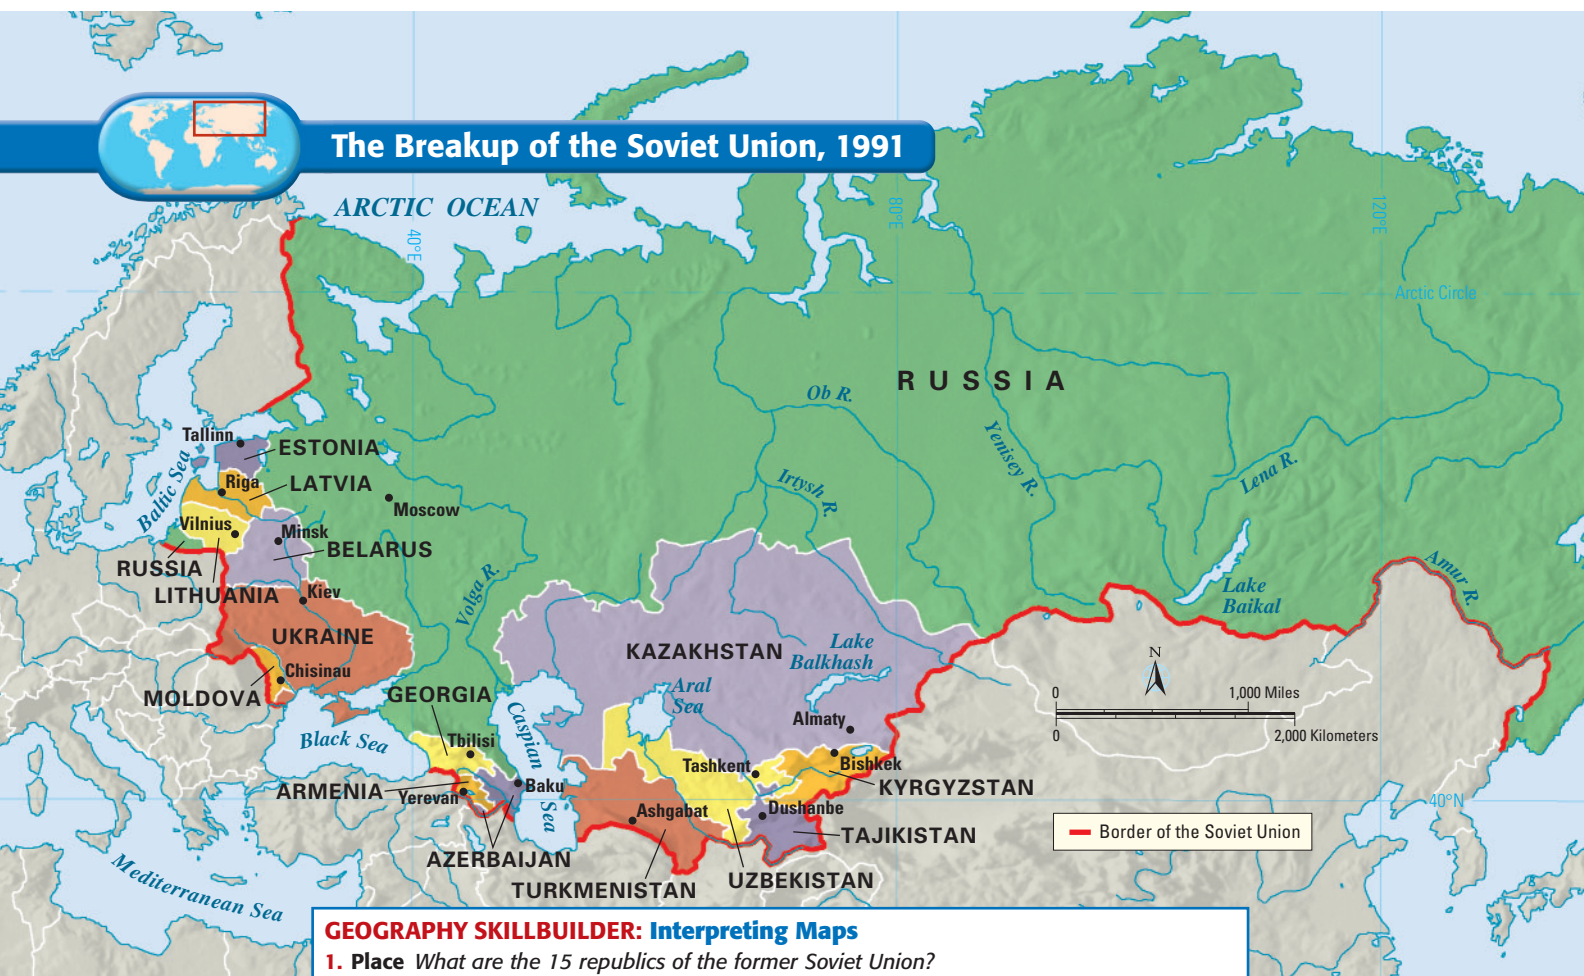 The Breakup of the Soviet Union, 1991
ARCTIC OCEAN
40°E
80°E
120°E
Arctic Circle
RUSSIA
Ob R.
Irtysh R.
Yenisey R.
Lena R.
Amur R.
Lake
Baikal
Tallinn
ESTONIA
Baltic Sea
Riga
LATVIA
Moscow
Vilnius
Minsk
BELARUS
RUSSIA
LITHUANIA
Kiev
Volga R.
UKRAINE
KAZAKHSTAN
Lake
Balkhash
Chisinau
MOLDOVA
GEORGIA
Aral
Sea
Almaty
Caspian
Sea
Black Sea
Tbilisi
Tashkent
Bishkek
KYRGYZSTAN
ARMENIA
Yerevan
Baku
Ashgabat
Dushanbe
TAJIKISTAN
AZERBAIJAN
TURKMENISTAN
UZBEKISTAN
Mediterranean Sea
N
0
1,000 Miles
0
2,000 Kilometers
40°N
Border of the Soviet Union
GEOGRAPHY SKILLBUILDER: Interpreting Maps
1. Place What are the 15 republics of the former Soviet Union?